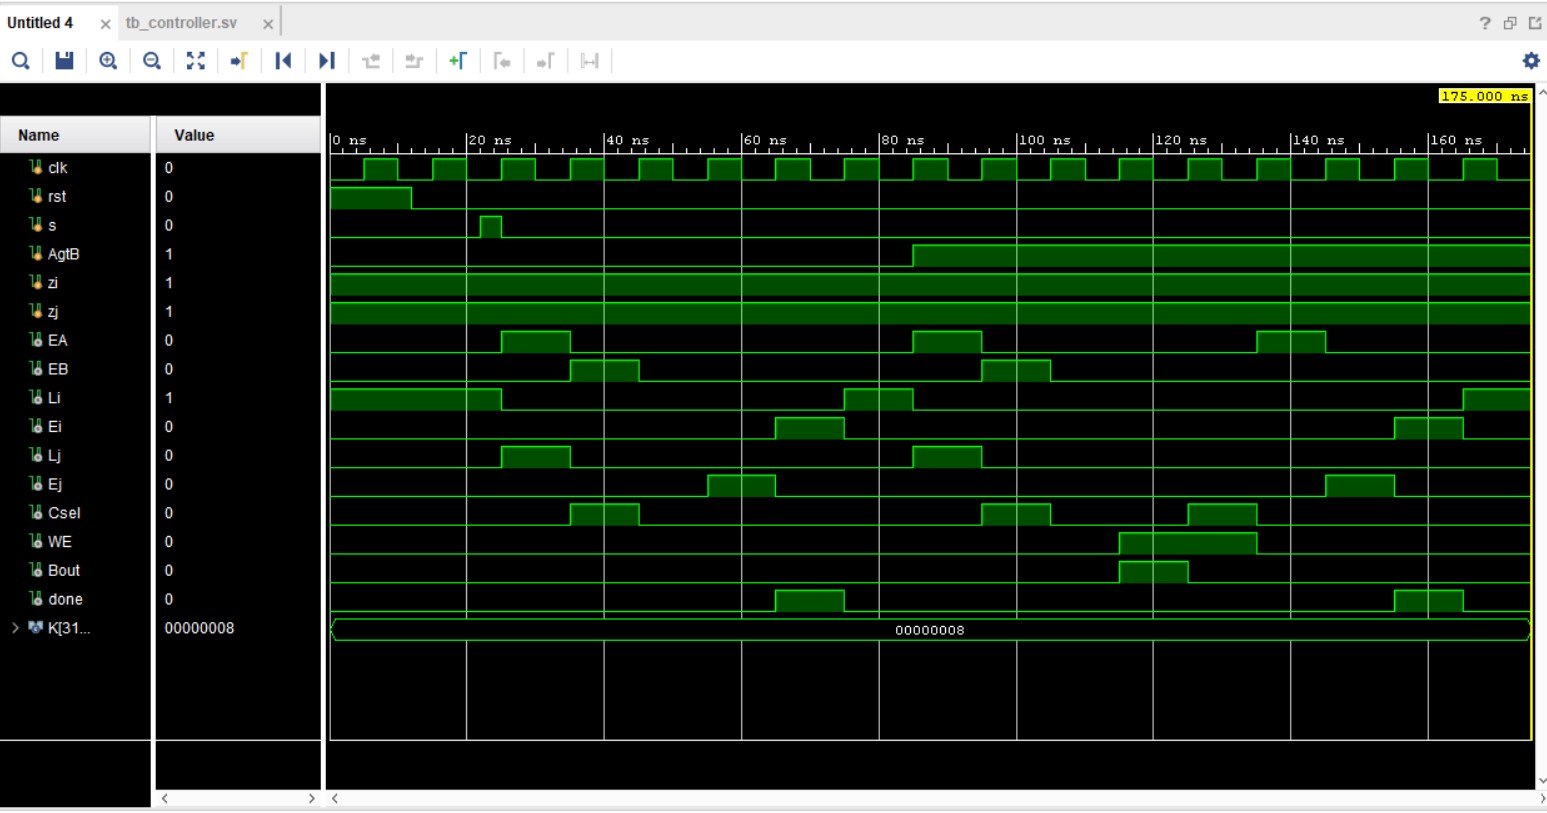 Untitled 4 × tb_controller.sv ×
?
175.000 ns
Name Value
0 ns 20 ns 40 ns 60 ns 80 ns 100 ns 120 ns 140 ns 160 ns
clk 0
rst 0
s 0
AgtB 1
zi 1
zj 1
EA 0
EB 0
Li 1
Ei 0
Lj 0
Ej 0
Csel 0
WE 0
Bout 0
done 0
K[31... 00000008 00000008